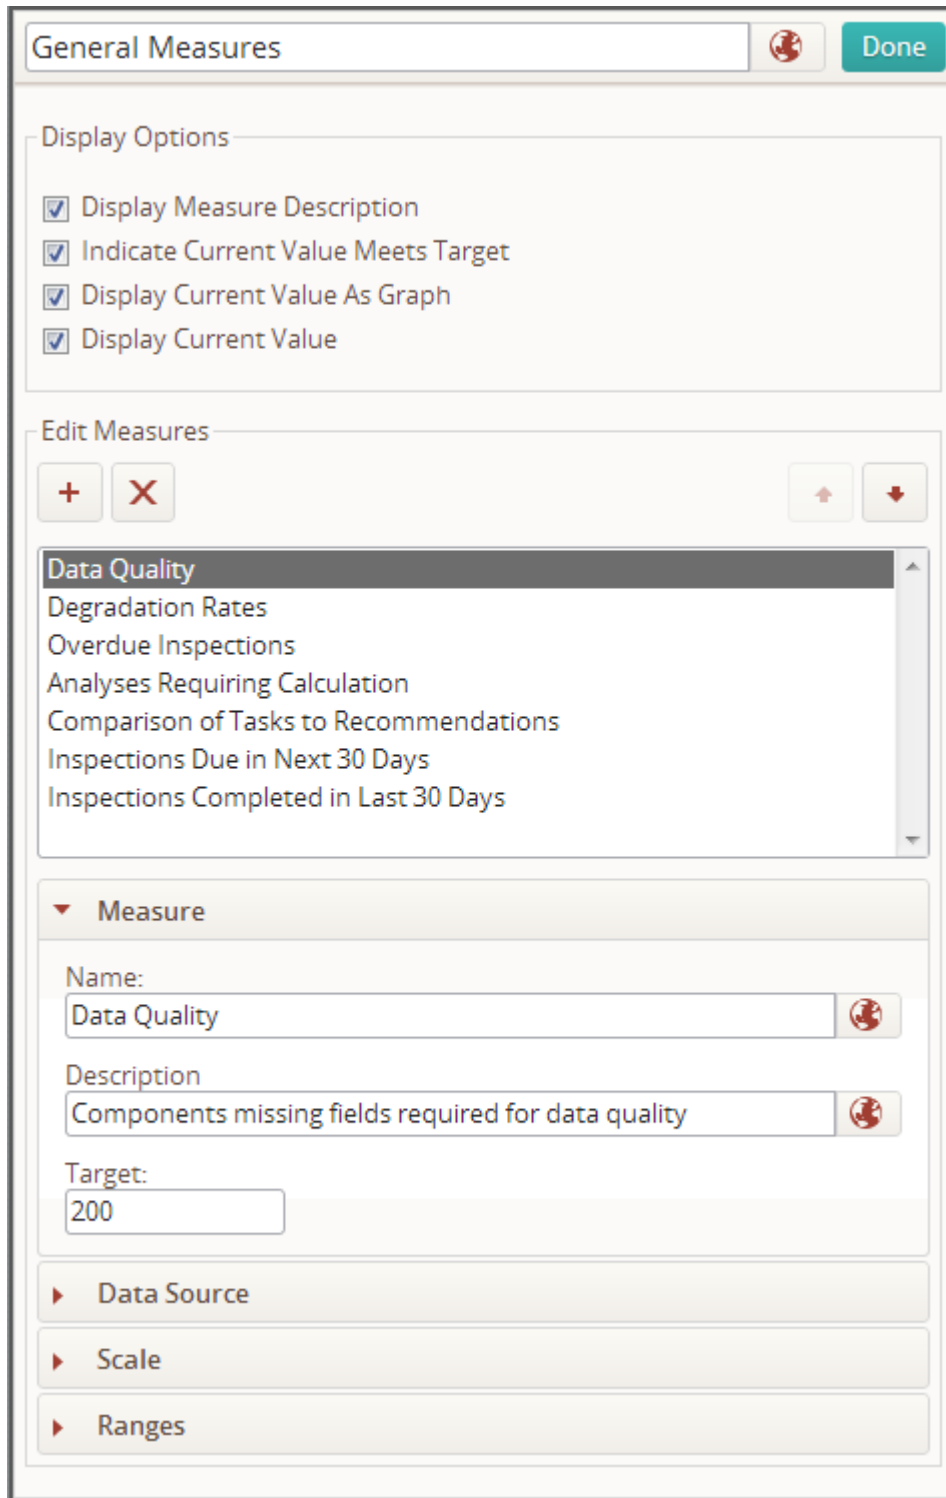 General Measures
Done
Display Options
Display Measure Description
Indicate Current Value Meets Target
Display Current Value As Graph
Display Current Value
Edit Measures
Data Quality
Degradation Rates
Overdue Inspections
Analyses Requiring Calculation
Comparison of Tasks to Recommendations
Inspections Due in Next 30 Days
Inspections Completed in Last 30 Days
Measure
Name:
Data Quality
Description
Components missing fields required for data quality
Target:
200
Data Source
Scale
Ranges